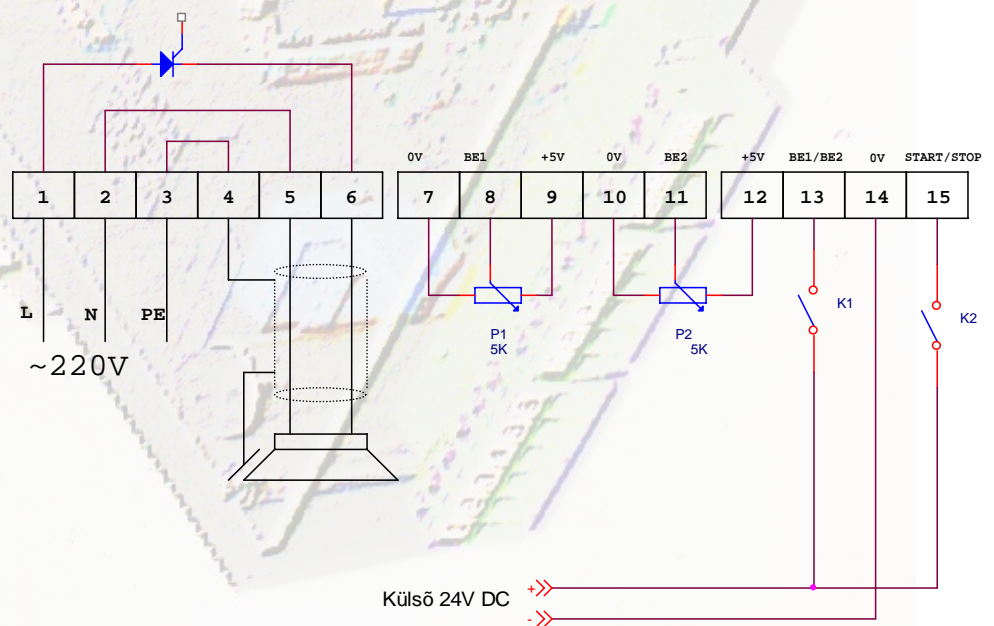 0V BE1 +5V 0V BE2 +5V BE1/BE2 0V START/STOP
1 2 3 4 5 6 7 8 9 10 11 12 13 14 15
L N PE
~220V
P1
5K
P2
5K
K1
K2
Külsõ 24V DC
+
-